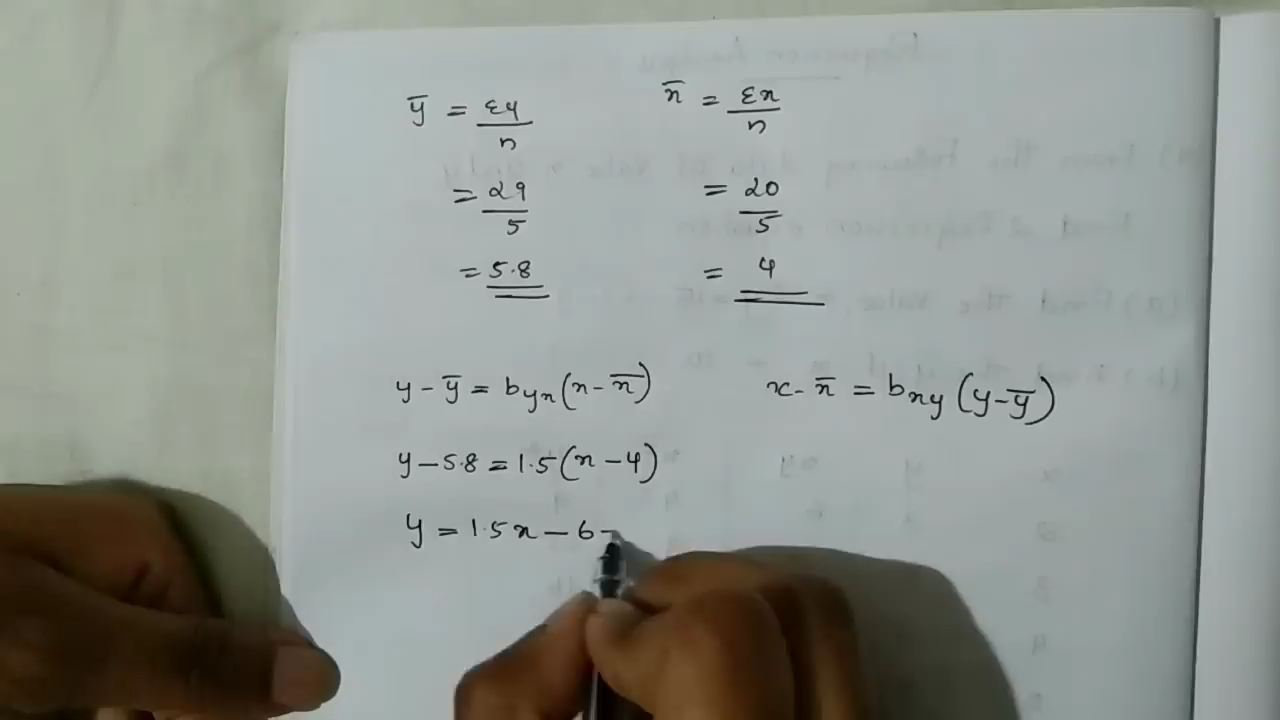 ȳ = Σy/n
x̄ = Σx/n
= 29/5
= 20/5
= 5.8
= 4
y - ȳ = byx(x - x̄)
x - x̄ = bxy(y - ȳ)
y - 5.8 = 1.5(x - 4)
y = 1.5x - 6 -